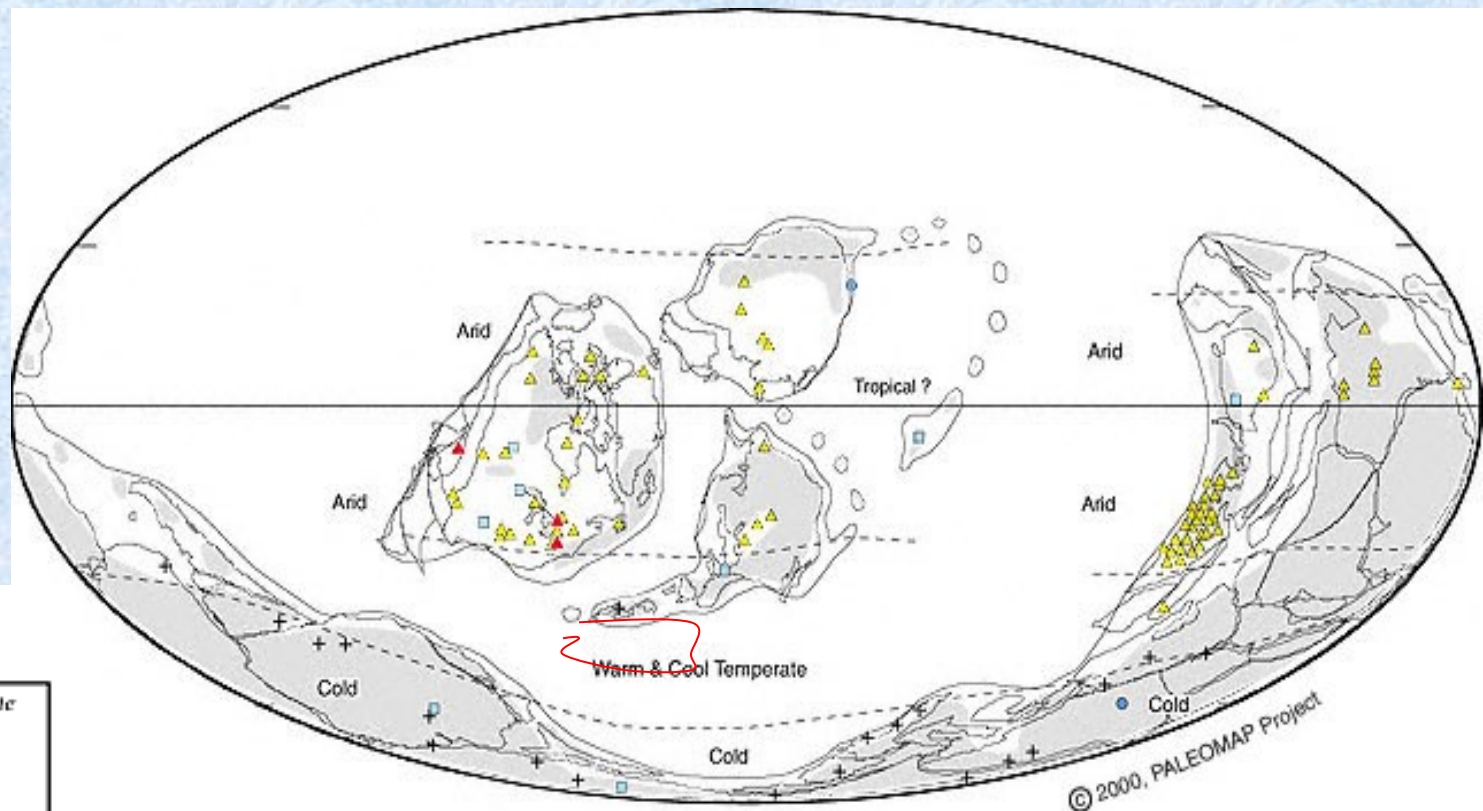 Arid
Arid
Tropical ?
Arid
Arid
Warm & Cool Temperate
Cold
Cold
Cold
© 2000, PALEOMAP Project